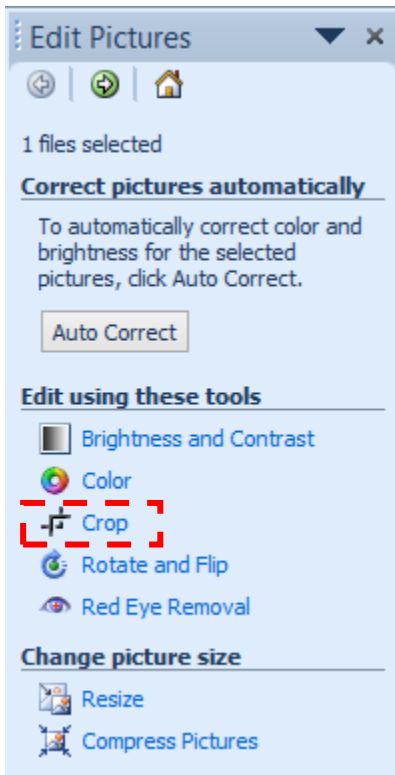 Edit Pictures
1 files selected
Correct pictures automatically
To automatically correct color and
brightness for the selected
pictures, click Auto Correct.
Auto Correct
Edit using these tools
Brightness and Contrast
Color
Crop
Rotate and Flip
Red Eye Removal
Change picture size
Resize
Compress Pictures